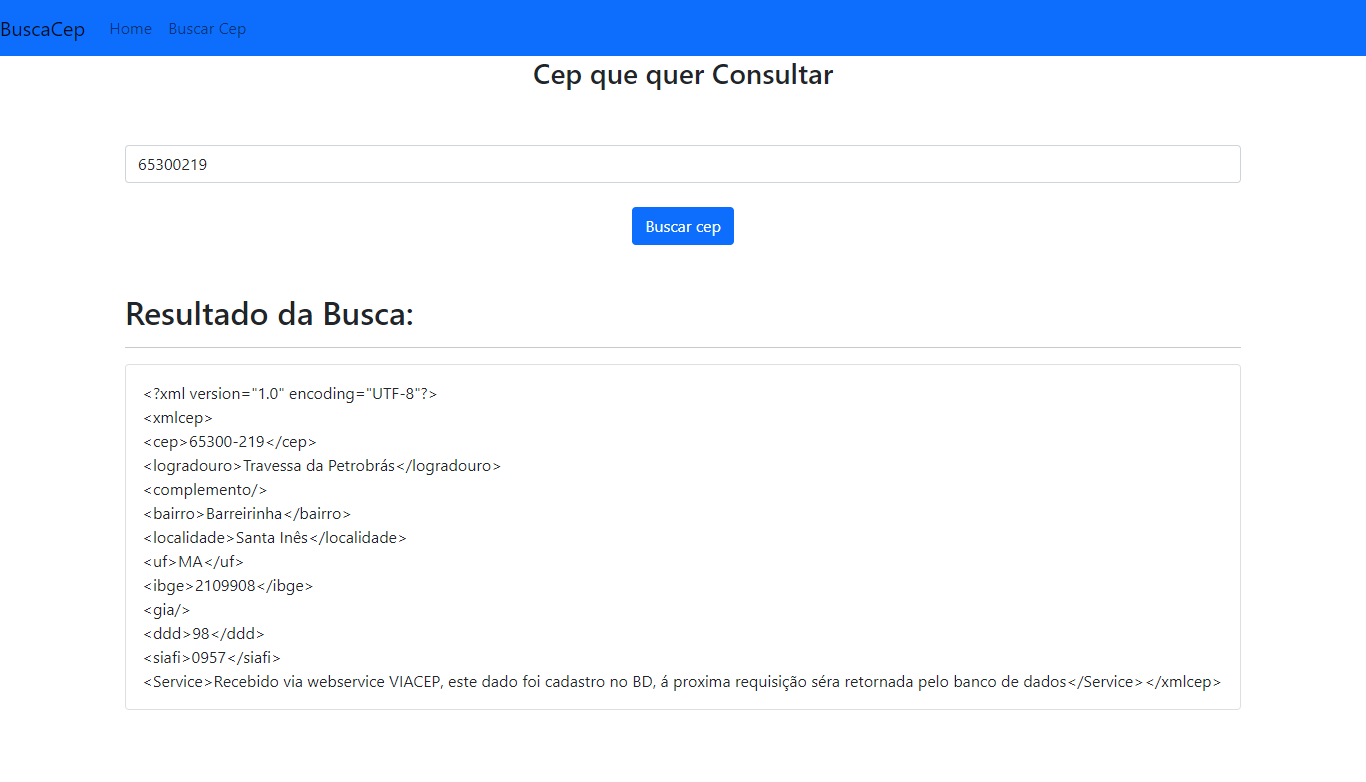 BuscaCep Home Buscar Cep
Cep que quer Consultar
65300219
Buscar cep
Resultado da Busca:
<?xml version="1.0" encoding="UTF-8"?>
<xmlcep>
<cep>65300-219</cep>
<logradouro>Travessa da Petrobrás</logradouro>
<complemento/>
<bairro>Barreirinha</bairro>
<localidade>Santa Inês</localidade>
<uf>MA</uf>
<ibge>2109908</ibge>
<gia/>
<ddd>98</ddd>
<siafi>0957</siafi>
<Service>Recebido via webservice VIACEP, este dado foi cadastro no BD, á proxima requisição séra retornada pelo banco de dados</Service></xmlcep>